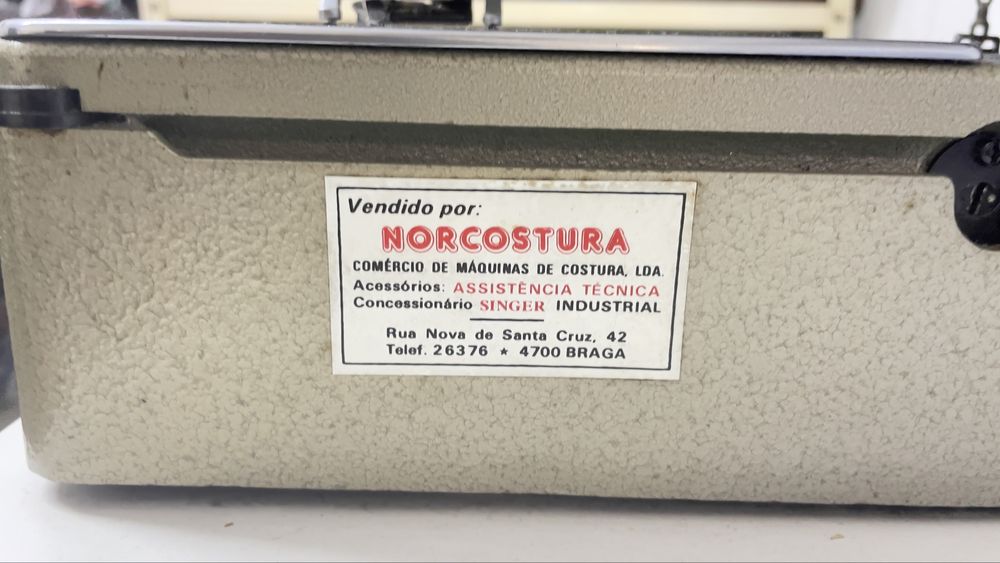 Vendido por:
NORCOSTURA
COMÉRCIO DE MÁQUINAS DE COSTURA, LDA.
Acessórios: ASSISTÊNCIA TÉCNICA
Concessionário SINGER INDUSTRIAL
Rua Nova de Santa Cruz, 42
Telef. 26376 ★ 4700 BRAGA